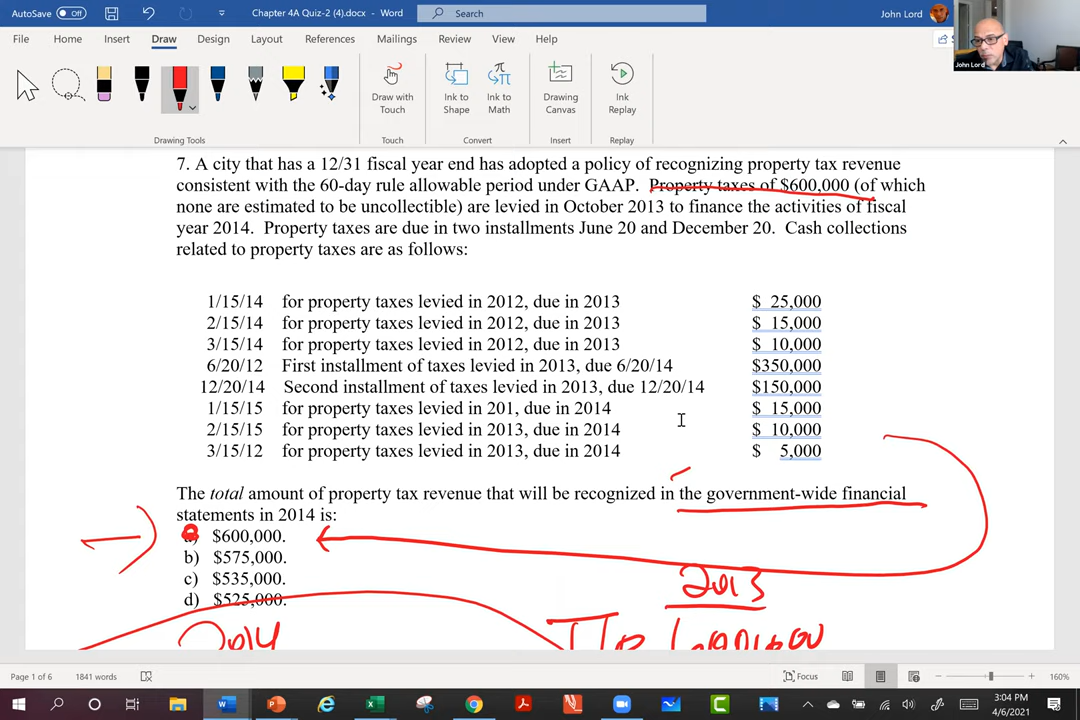 AutoSave Off Chapter 4A Quiz-2 (4).docx - Word Search John Lord
File Home Insert Draw Design Layout References Mailings Review View Help
John Lord
Draw with Touch
Ink to Shape
Ink to Math
Drawing Canvas
Ink Replay
Drawing Tools Touch Convert Insert Replay
7. A city that has a 12/31 fiscal year end has adopted a policy of recognizing property tax revenue
consistent with the 60-day rule allowable period under GAAP. Property taxes of $600,000 (of which
none are estimated to be uncollectible) are levied in October 2013 to finance the activities of fiscal
year 2014. Property taxes are due in two installments June 20 and December 20. Cash collections
related to property taxes are as follows:
1/15/14 for property taxes levied in 2012, due in 2013 $ 25,000
2/15/14 for property taxes levied in 2012, due in 2013 $ 15,000
3/15/14 for property taxes levied in 2012, due in 2013 $ 10,000
6/20/12 First installment of taxes levied in 2013, due 6/20/14 $350,000
12/20/14 Second installment of taxes levied in 2013, due 12/20/14 $150,000
1/15/15 for property taxes levied in 201, due in 2014 $ 15,000
2/15/15 for property taxes levied in 2013, due in 2014 $ 10,000
3/15/12 for property taxes levied in 2013, due in 2014 $ 5,000
The total amount of property tax revenue that will be recognized in the government-wide financial
statements in 2014 is:
a) $600,000.
b) $575,000.
c) $535,000.
d) $525,000.
2013
2014
Page 1 of 6 1841 words Focus 160%
3:04 PM
4/6/2021